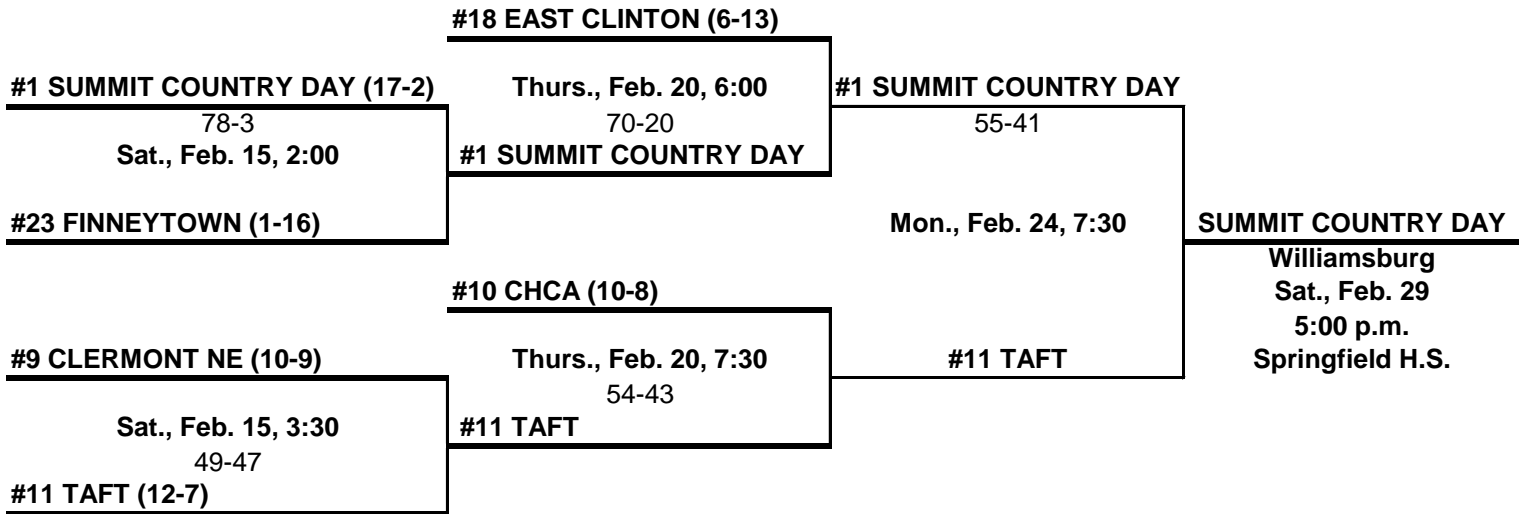 #18 EAST CLINTON (6-13)
#1 SUMMIT COUNTRY DAY (17-2) Thurs., Feb. 20, 6:00 #1 SUMMIT COUNTRY DAY
78-3 70-20 55-41
Sat., Feb. 15, 2:00 #1 SUMMIT COUNTRY DAY
#23 FINNEYTOWN (1-16) Mon., Feb. 24, 7:30 SUMMIT COUNTRY DAY
Williamsburg
#10 CHCA (10-8) Sat., Feb. 29
5:00 p.m.
#9 CLERMONT NE (10-9) Thurs., Feb. 20, 7:30 #11 TAFT Springfield H.S.
54-43
Sat., Feb. 15, 3:30 #11 TAFT
49-47
#11 TAFT (12-7)